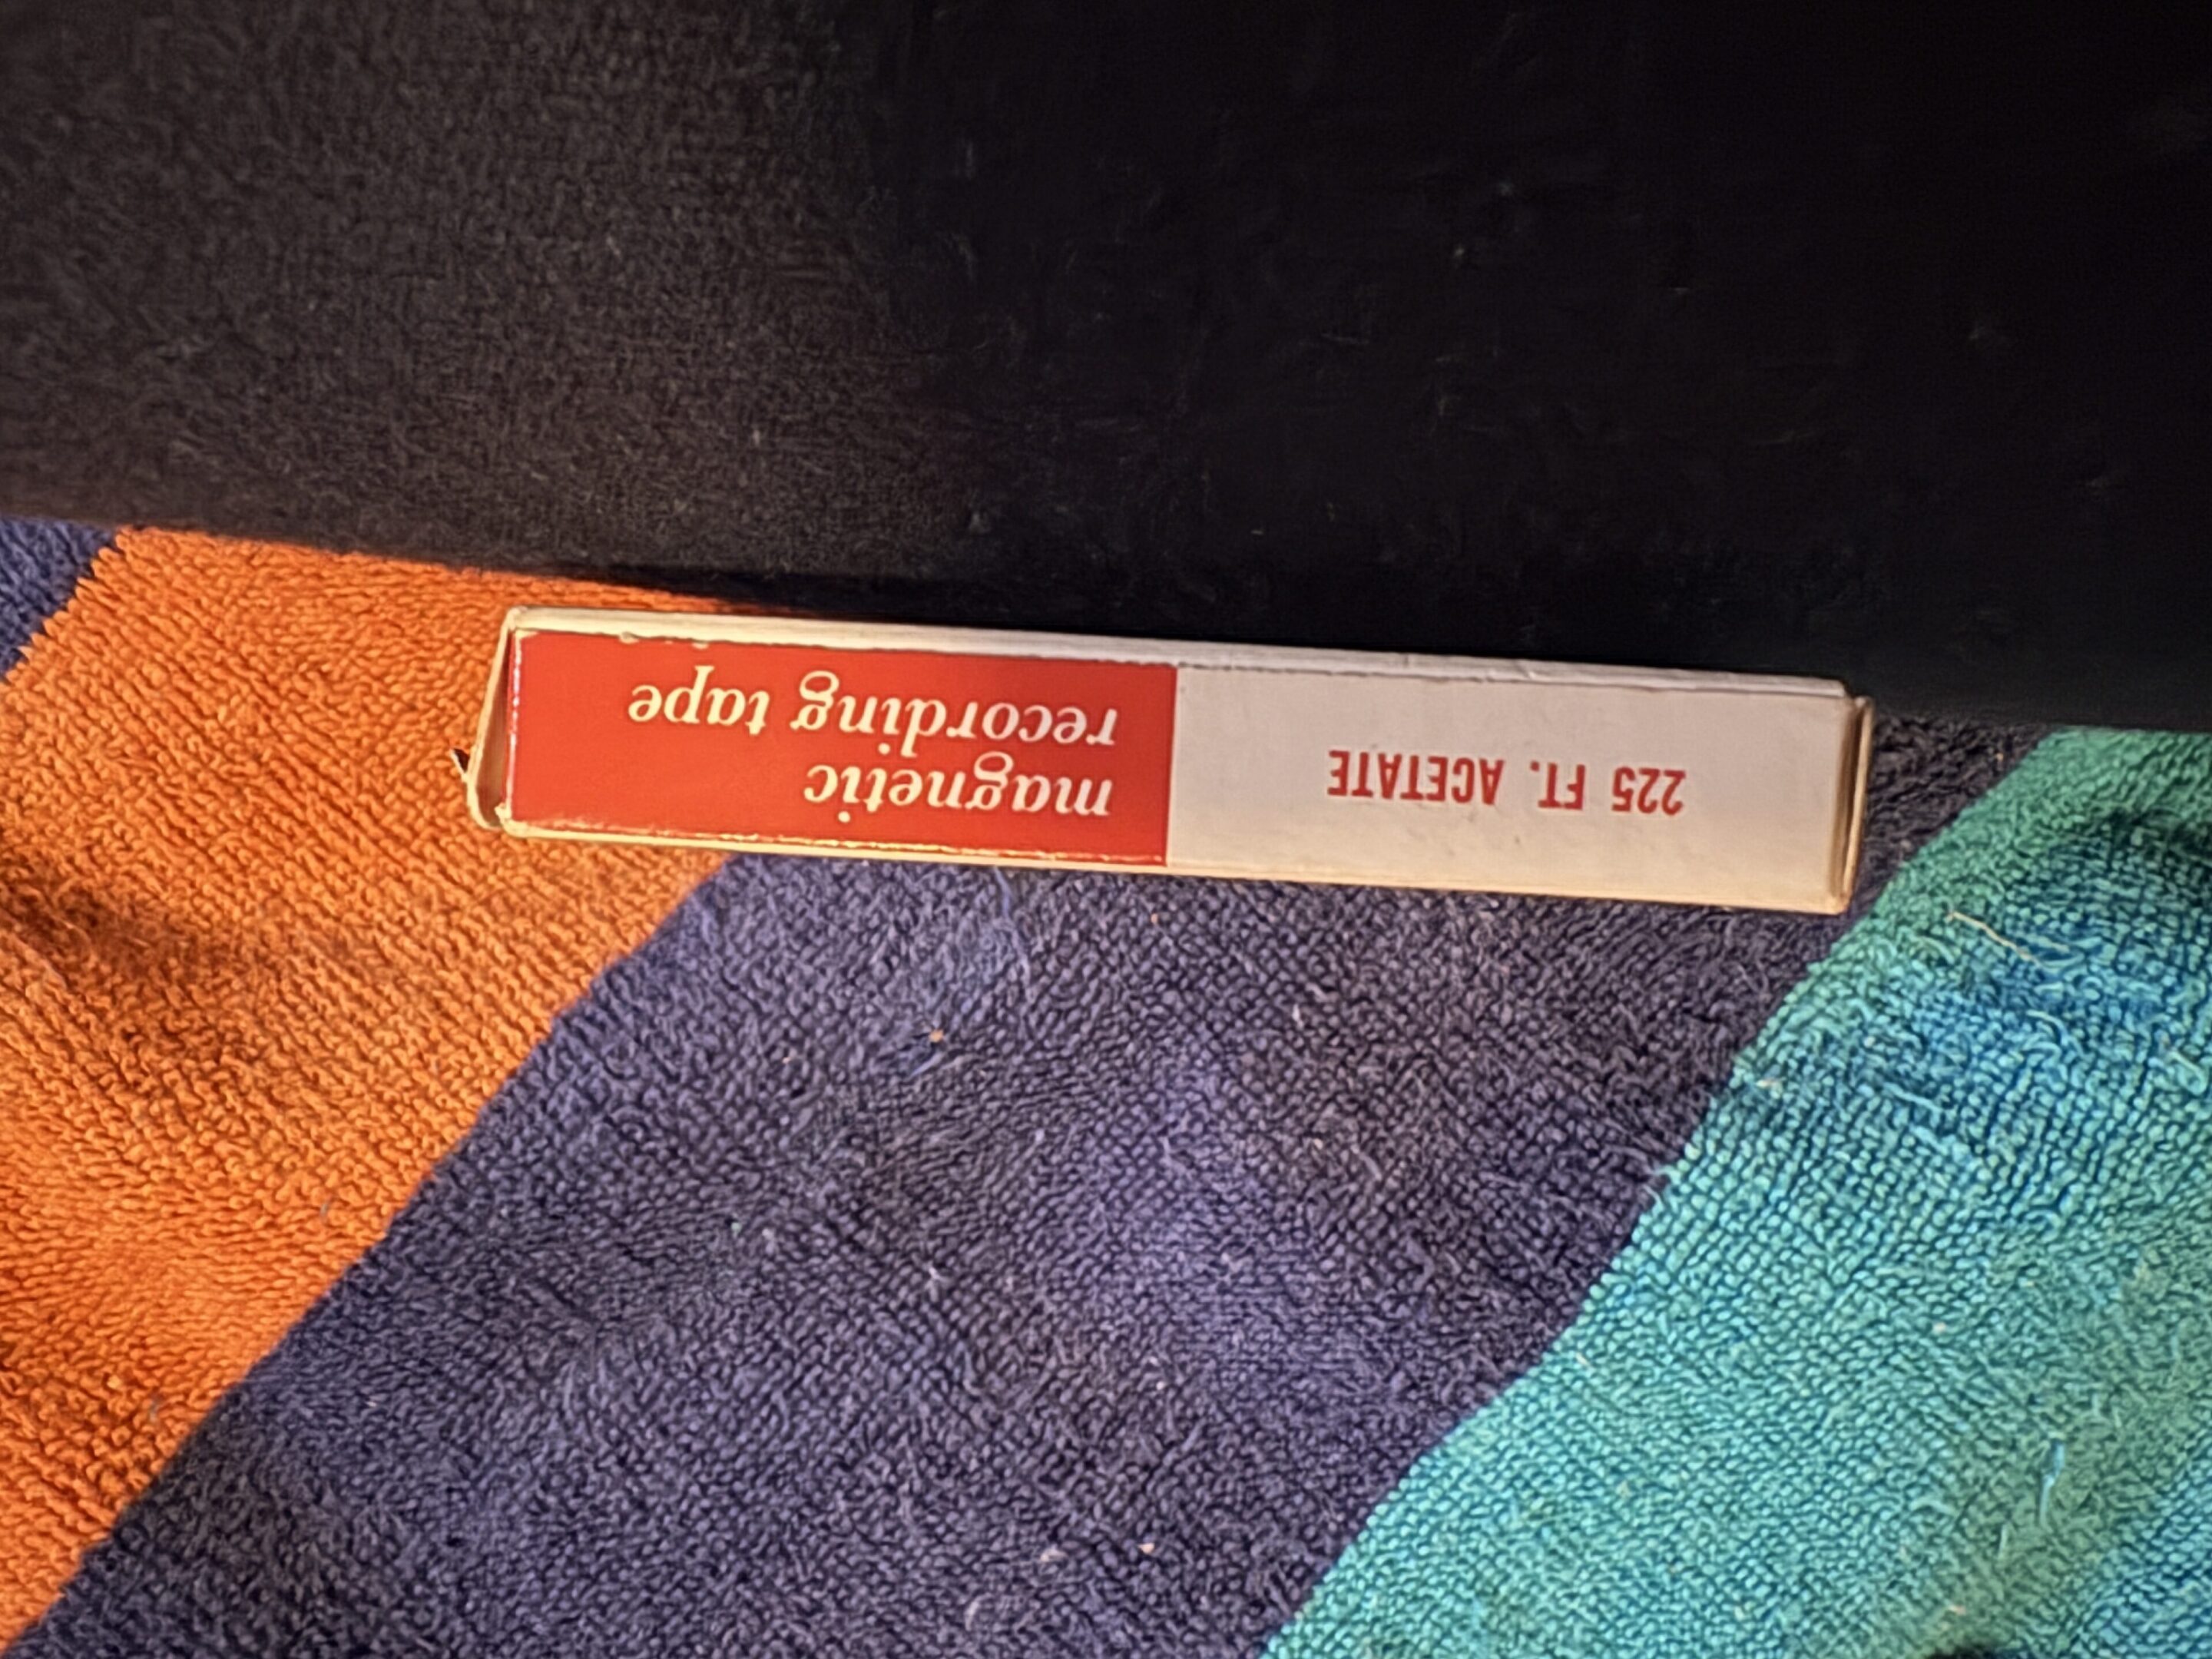 225 FT. ACETATE
magnetic
recording tape